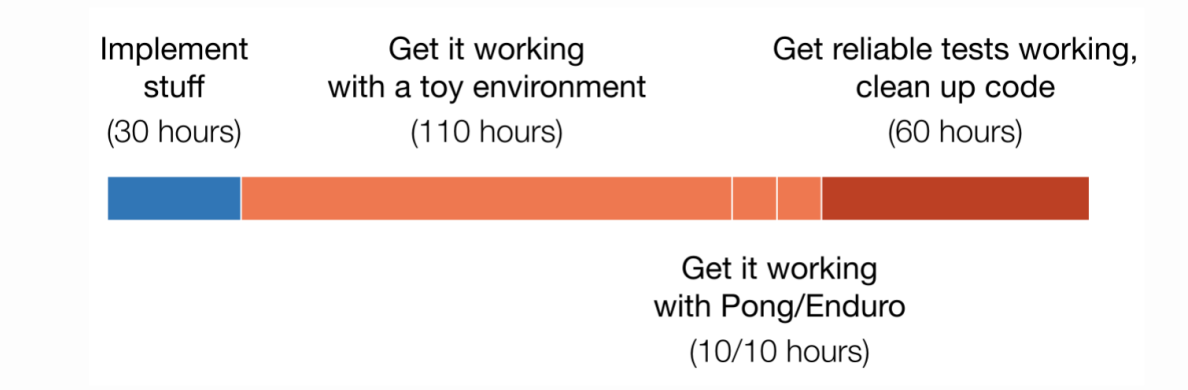 Implement
stuff
(30 hours)
Get it working
with a toy environment
(110 hours)
Get reliable tests working,
clean up code
(60 hours)
Get it working
with Pong/Enduro
(10/10 hours)